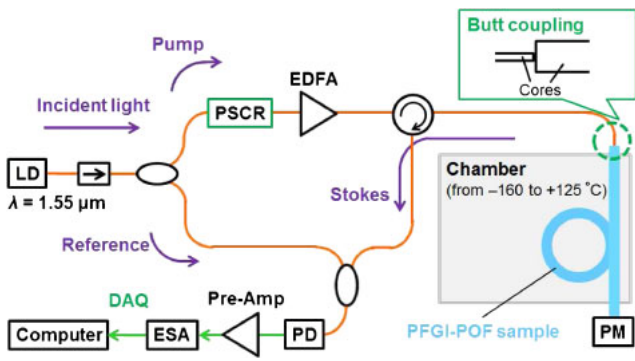 Butt coupling
Cores
Pump
EDFA
Incident light
PSCR
LD
λ = 1.55 µm
Stokes
Chamber
(from –160 to +125 ˚C)
Reference
DAQ
Pre-Amp
Computer
ESA
PD
PFGI-POF sample
PM